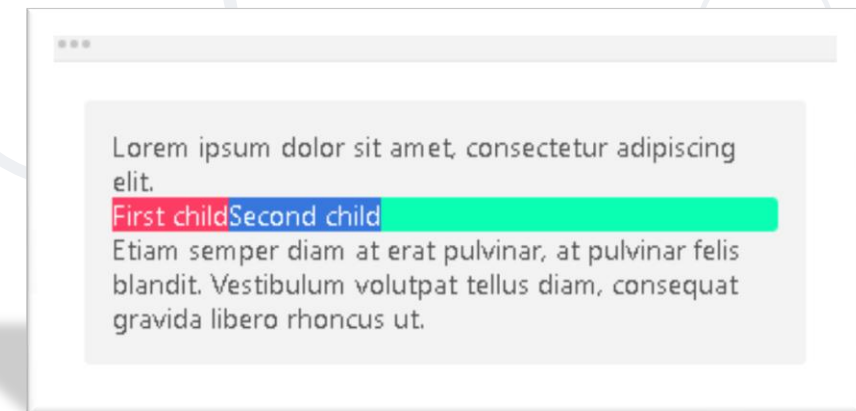 Lorem ipsum dolor sit amet, consectetur adipiscing
elit.
First childSecond child
Etiam semper diam at erat pulvinar, at pulvinar felis
blandit. Vestibulum volutpat tellus diam, consequat
gravida libero rhoncus ut.